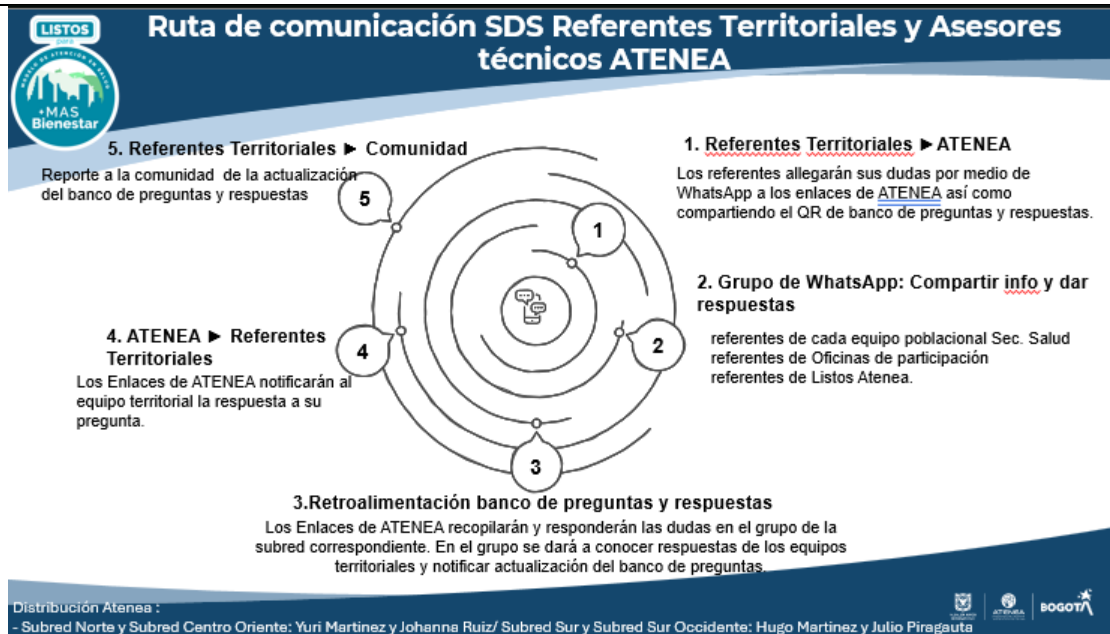 Ruta de comunicación SDS Referentes Territoriales y Asesores
técnicos ATENEA
LISTOS
para
MODELO DE ATENCIÓN EN SALUD
+MAS
Bienestar
1. Referentes Territoriales ►ATENEA
Los referentes allegarán sus dudas por medio de
WhatsApp a los enlaces de ATENEA así como
compartiendo el QR de banco de preguntas y respuestas.
1
2. Grupo de WhatsApp: Compartir info y dar
respuestas
referentes de cada equipo poblacional Sec. Salud
referentes de Oficinas de participación
referentes de Listos Atenea.
2
3
3.Retroalimentación banco de preguntas y respuestas
Los Enlaces de ATENEA recopilarán y responderán las dudas en el grupo de la
subred correspondiente. En el grupo se dará a conocer respuestas de los equipos
territoriales y notificar actualización del banco de preguntas.
4. ATENEA ► Referentes
Territoriales
Los Enlaces de ATENEA notificarán al
equipo territorial la respuesta a su
pregunta.
4
5. Referentes Territoriales ► Comunidad
Reporte a la comunidad de la actualización
del banco de preguntas y respuestas
5
Distribución Atenea :
- Subred Norte y Subred Centro Oriente: Yuri Martinez y Johanna Ruiz/ Subred Sur y Subred Sur Occidente: Hugo Martinez y Julio Piragauta
ATENEA
BOGOTÁ